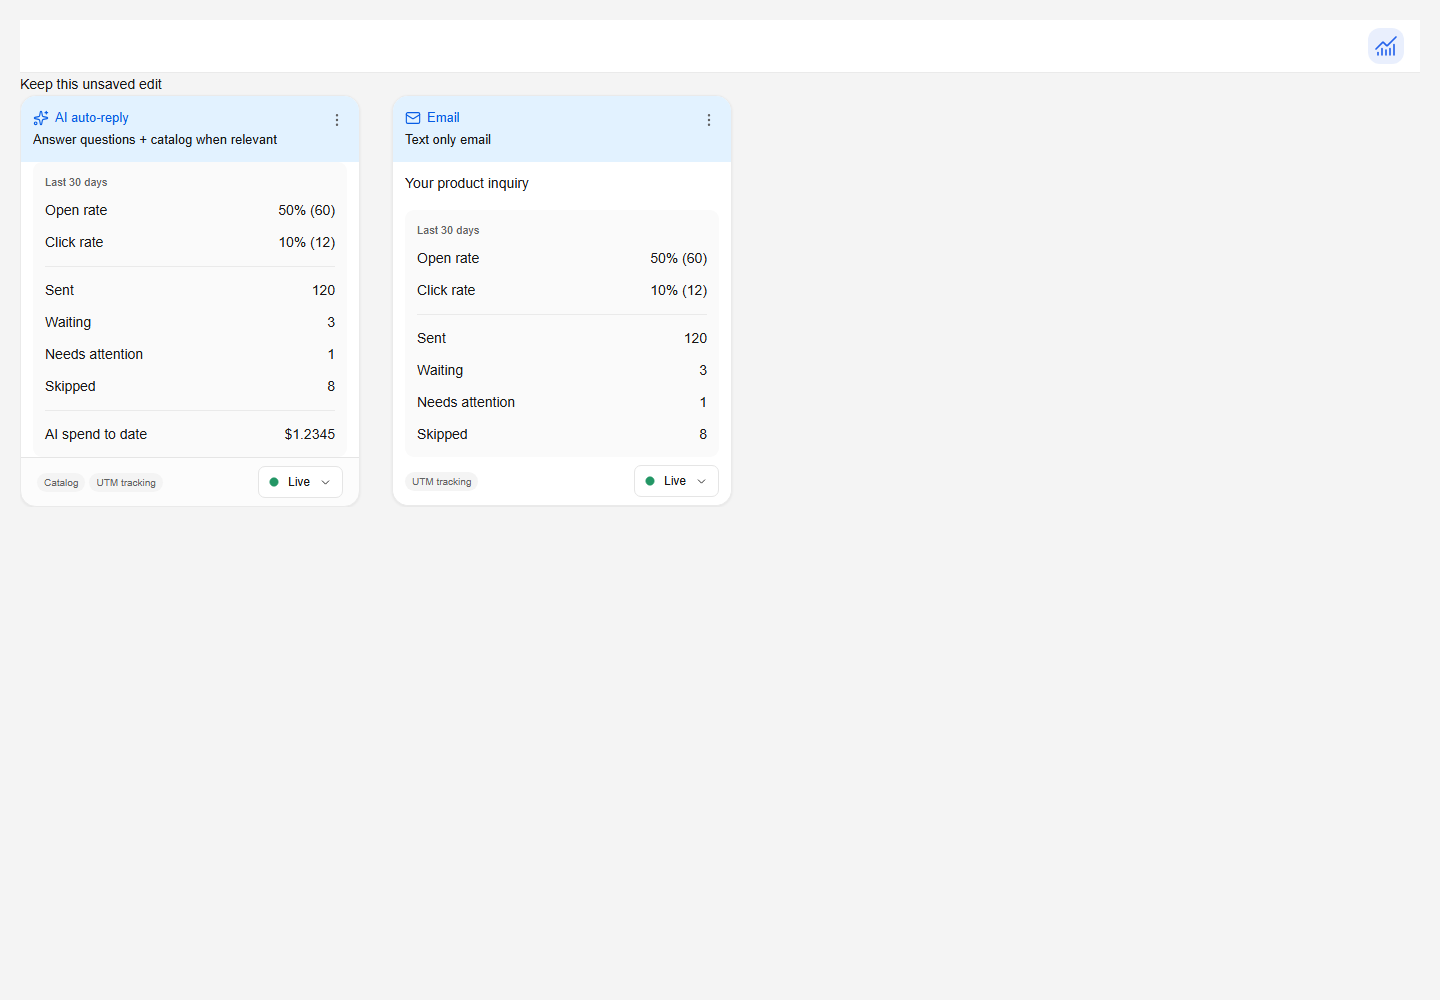 Keep this unsaved edit
AI auto-reply
Answer questions + catalog when relevant
Last 30 days
Open rate 50% (60)
Click rate 10% (12)
Sent 120
Waiting 3
Needs attention 1
Skipped 8
AI spend to date $1.2345
Catalog UTM tracking Live
Email
Text only email
Your product inquiry
Last 30 days
Open rate 50% (60)
Click rate 10% (12)
Sent 120
Waiting 3
Needs attention 1
Skipped 8
UTM tracking Live